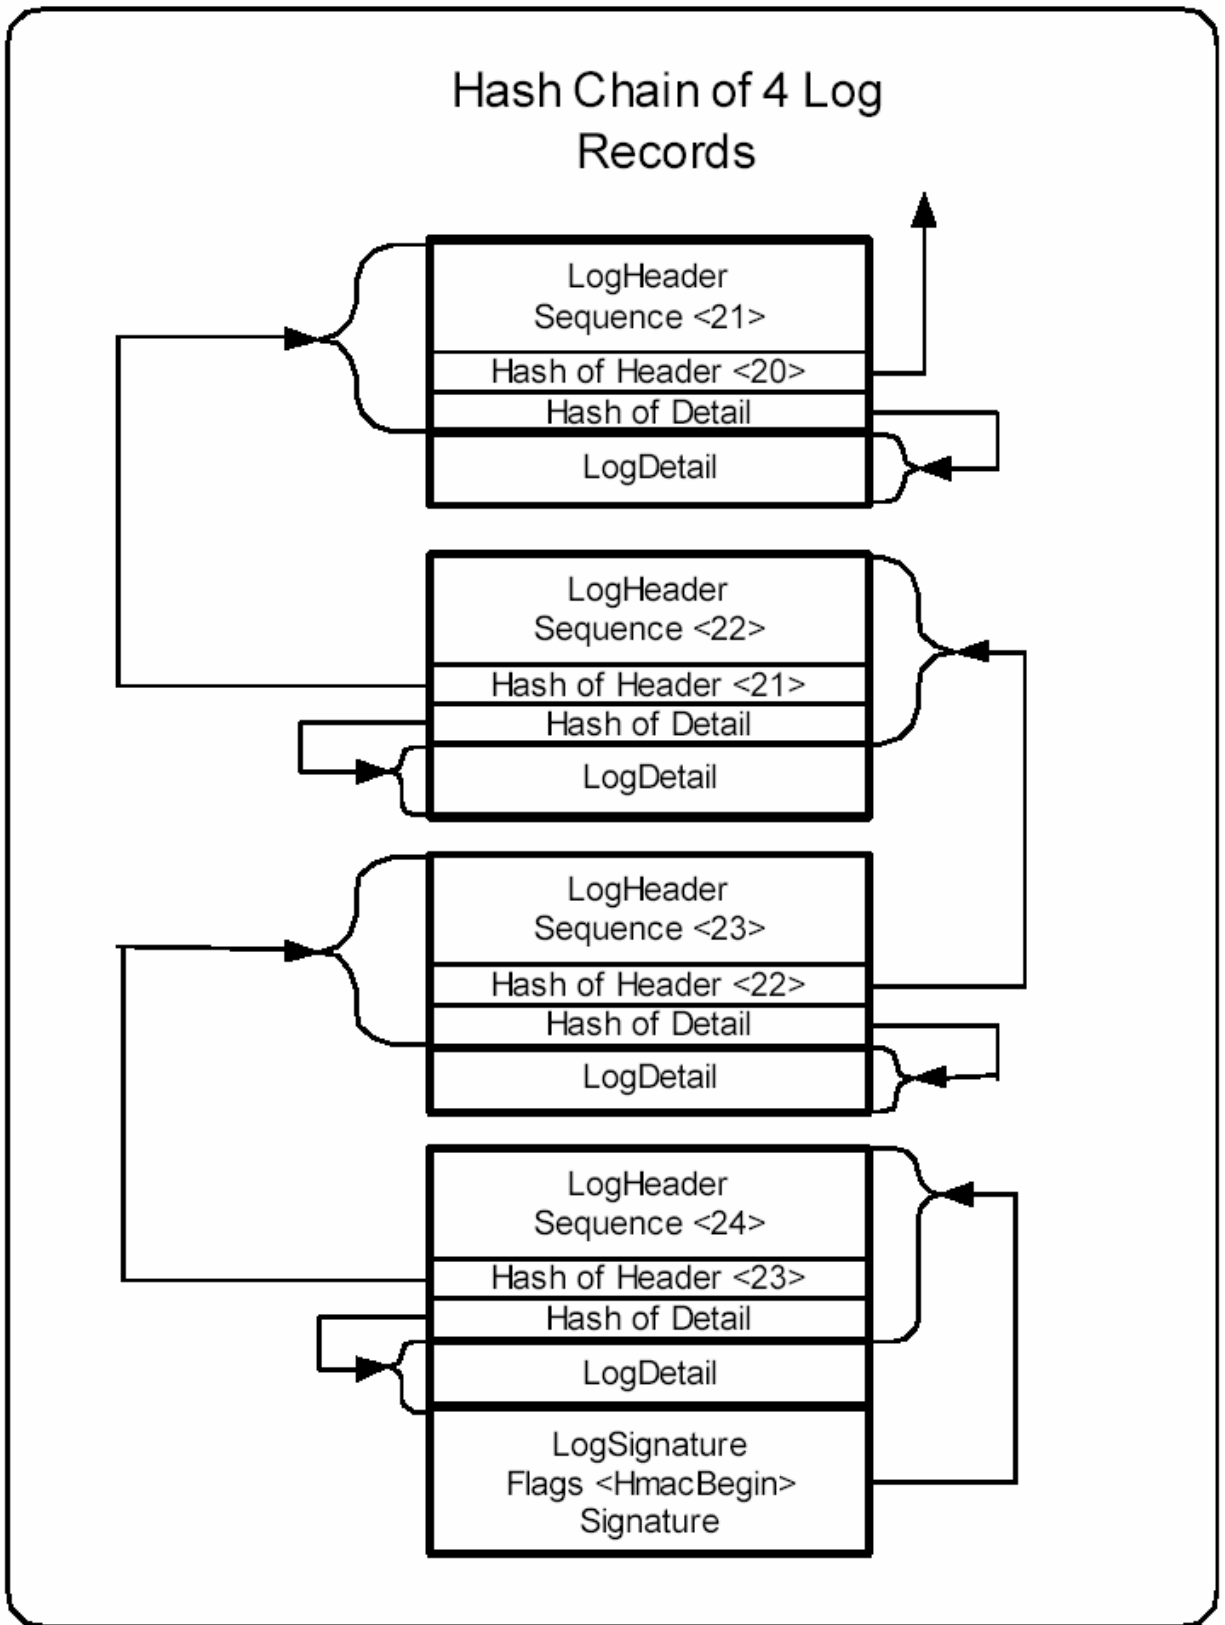 Hash Chain of 4 Log
Records
LogHeader
Sequence <21>
Hash of Header <20>
Hash of Detail
LogDetail
LogHeader
Sequence <22>
Hash of Header <21>
Hash of Detail
LogDetail
LogHeader
Sequence <23>
Hash of Header <22>
Hash of Detail
LogDetail
LogHeader
Sequence <24>
Hash of Header <23>
Hash of Detail
LogDetail
LogSignature
Flags <HmacBegin>
Signature